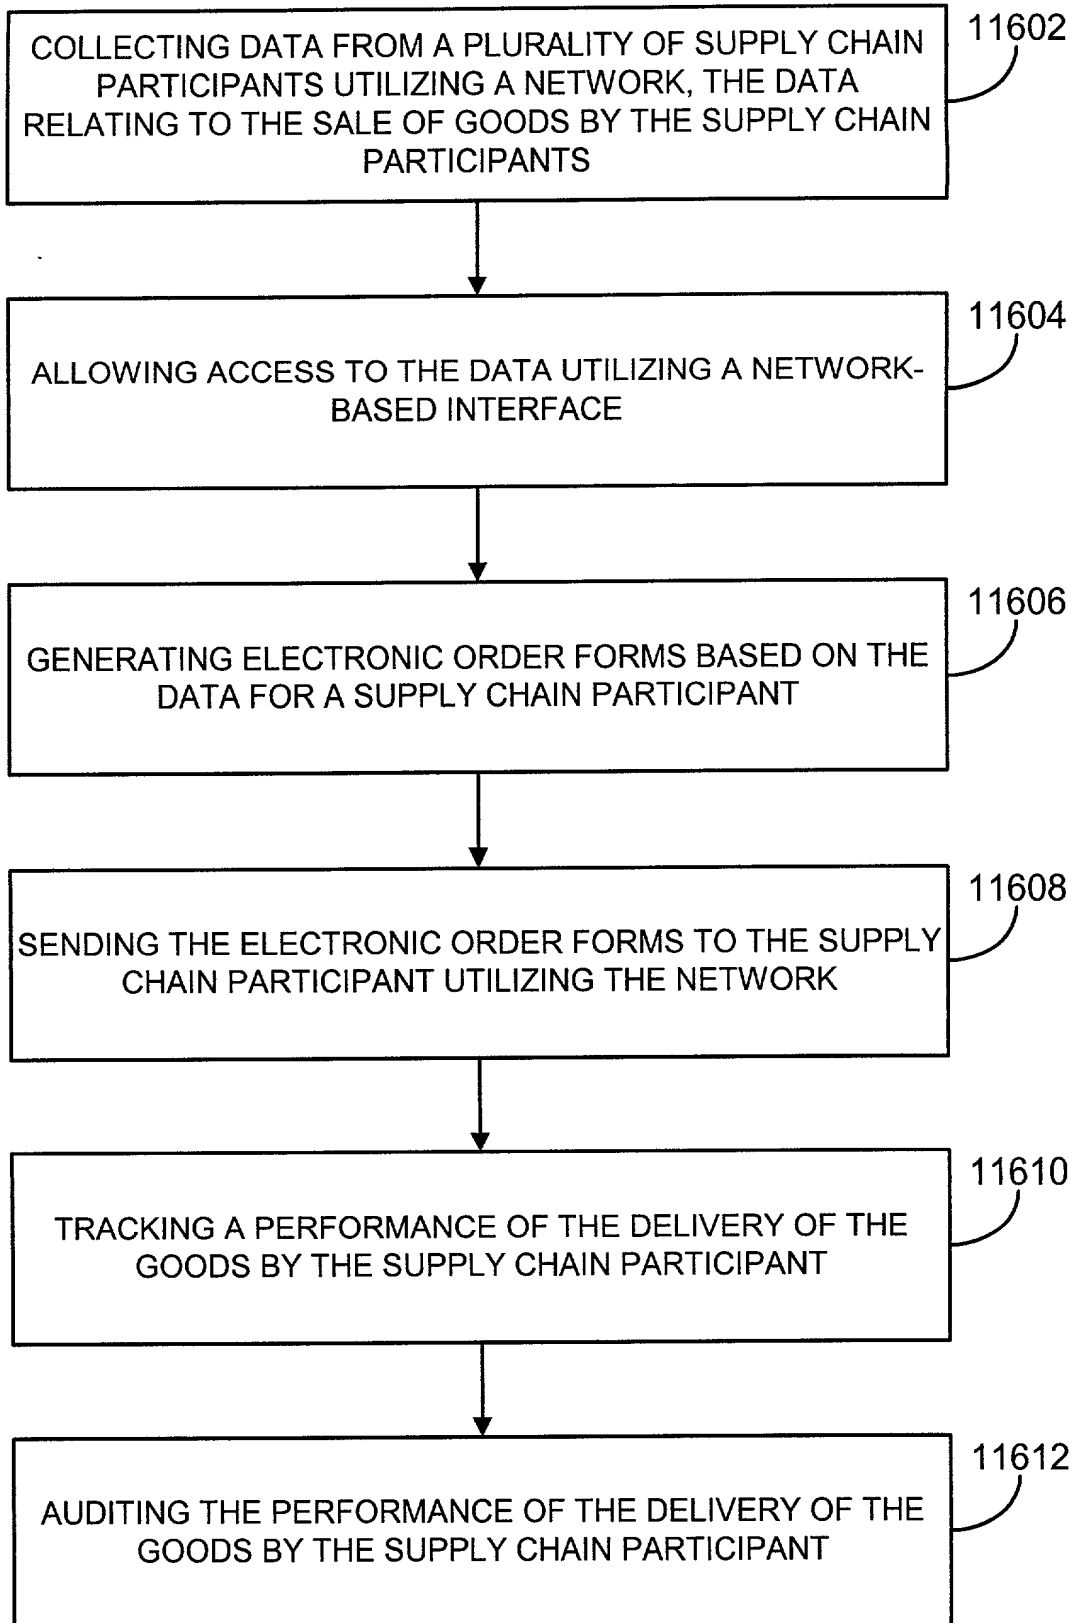 COLLECTING DATA FROM A PLURALITY OF SUPPLY CHAIN
PARTICIPANTS UTILIZING A NETWORK, THE DATA
RELATING TO THE SALE OF GOODS BY THE SUPPLY CHAIN
PARTICIPANTS
11602
ALLOWING ACCESS TO THE DATA UTILIZING A NETWORK-
BASED INTERFACE
11604
GENERATING ELECTRONIC ORDER FORMS BASED ON THE
DATA FOR A SUPPLY CHAIN PARTICIPANT
11606
SENDING THE ELECTRONIC ORDER FORMS TO THE SUPPLY
CHAIN PARTICIPANT UTILIZING THE NETWORK
11608
TRACKING A PERFORMANCE OF THE DELIVERY OF THE
GOODS BY THE SUPPLY CHAIN PARTICIPANT
11610
AUDITING THE PERFORMANCE OF THE DELIVERY OF THE
GOODS BY THE SUPPLY CHAIN PARTICIPANT
11612